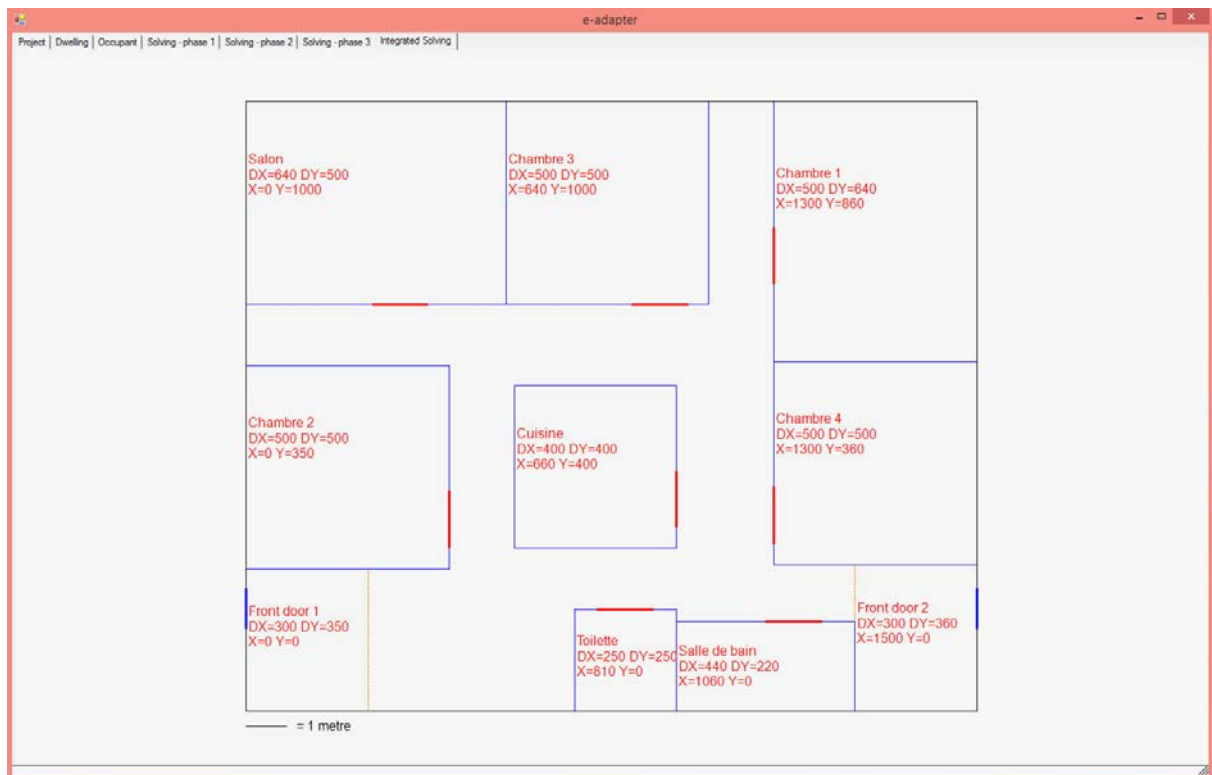 e-adapter
Project | Dwelling | Occupant | Solving - phase 1 | Solving - phase 2 | Solving - phase 3 | Integrated Solving
Salon
DX=640 DY=500
X=0 Y=1000
Chambre 3
DX=500 DY=500
X=640 Y=1000
Chambre 1
DX=500 DY=640
X=1300 Y=860
Chambre 2
DX=500 DY=500
X=0 Y=350
Cuisine
DX=400 DY=400
X=660 Y=400
Chambre 4
DX=500 DY=500
X=1300 Y=360
Front door 1
DX=300 DY=350
X=0 Y=0
Toilette
DX=250 DY=250
X=810 Y=0
Salle de bain
DX=440 DY=220
X=1060 Y=0
Front door 2
DX=300 DY=360
X=1500 Y=0
= 1 metre